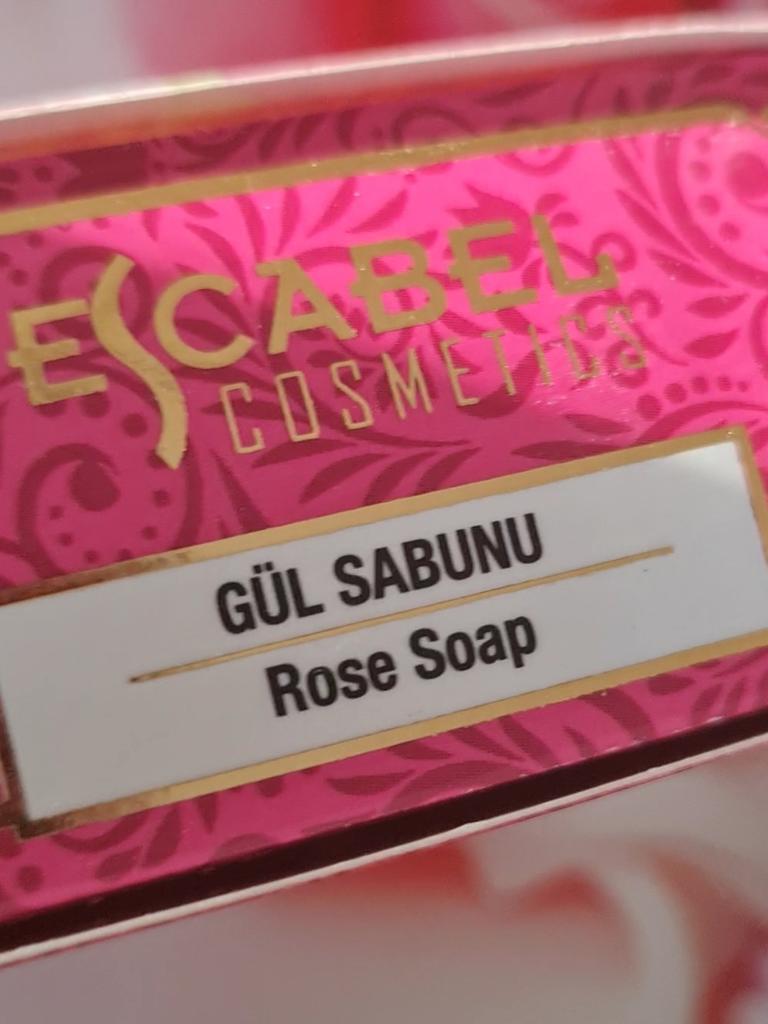 ESCABEL
COSMETICS
GÜL SABUNU
Rose Soap